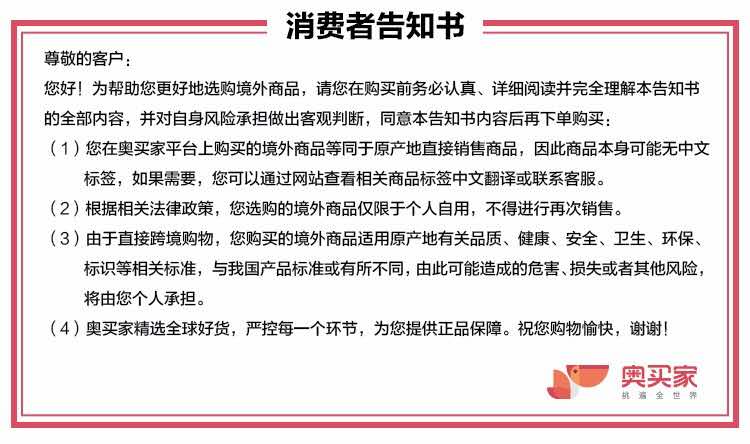 消费者告知书
尊敬的客户：
您好！为帮助您更好地选购境外商品，请您在购买前务必认真、详细阅读并完全理解本告知书
的全部内容，并对自身风险承担做出客观判断，同意本告知书内容后再下单购买：
（1）您在奥买家平台上购买的境外商品等同于原产地直接销售商品，因此商品本身可能无中文
标签，如果需要，您可以通过网站查看相关商品标签中文翻译或联系客服。
（2）根据相关法律政策，您选购的境外商品仅限于个人自用，不得进行再次销售。
（3）由于直接跨境购物，您购买的境外商品适用原产地有关品质、健康、安全、卫生、环保、
标识等相关标准，与我国产品标准或有所不同，由此可能造成的危害、损失或者其他风险，
将由您个人承担。
（4）奥买家精选全球好货，严控每一个环节，为您提供正品保障。祝您购物愉快，谢谢！
奥买家
挑遍全世界